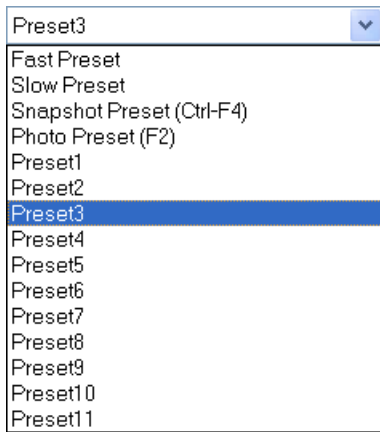 Preset3
Fast Preset
Slow Preset
Snapshot Preset (Ctrl-F4)
Photo Preset (F2)
Preset1
Preset2
Preset3
Preset4
Preset5
Preset6
Preset7
Preset8
Preset9
Preset10
Preset11